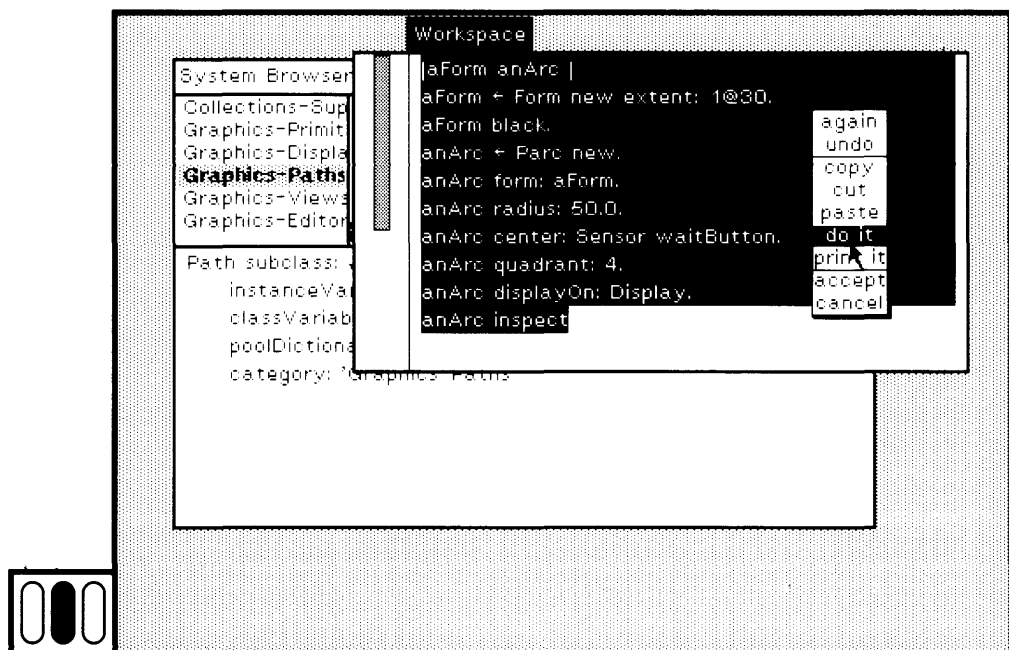 Workspace
|aForm anArc |
aForm ← Form new extent: 1@30.
aForm black.
anArc ← Parc new.
anArc form: aForm.
anArc radius: 50.0.
anArc center: Sensor waitButton.
anArc quadrant: 4.
anArc displayOn: Display.
anArc inspect
again
undo
copy
cut
paste
do it
print it
accept
cancel
System Browser
Collections-Sup
Graphics-Primit
Graphics-Displa
Graphics-Paths
Graphics-Views
Graphics-Editor
Path subclass:
instanceVa
classVariab
poolDictiona
category: 'Graphics-Paths'